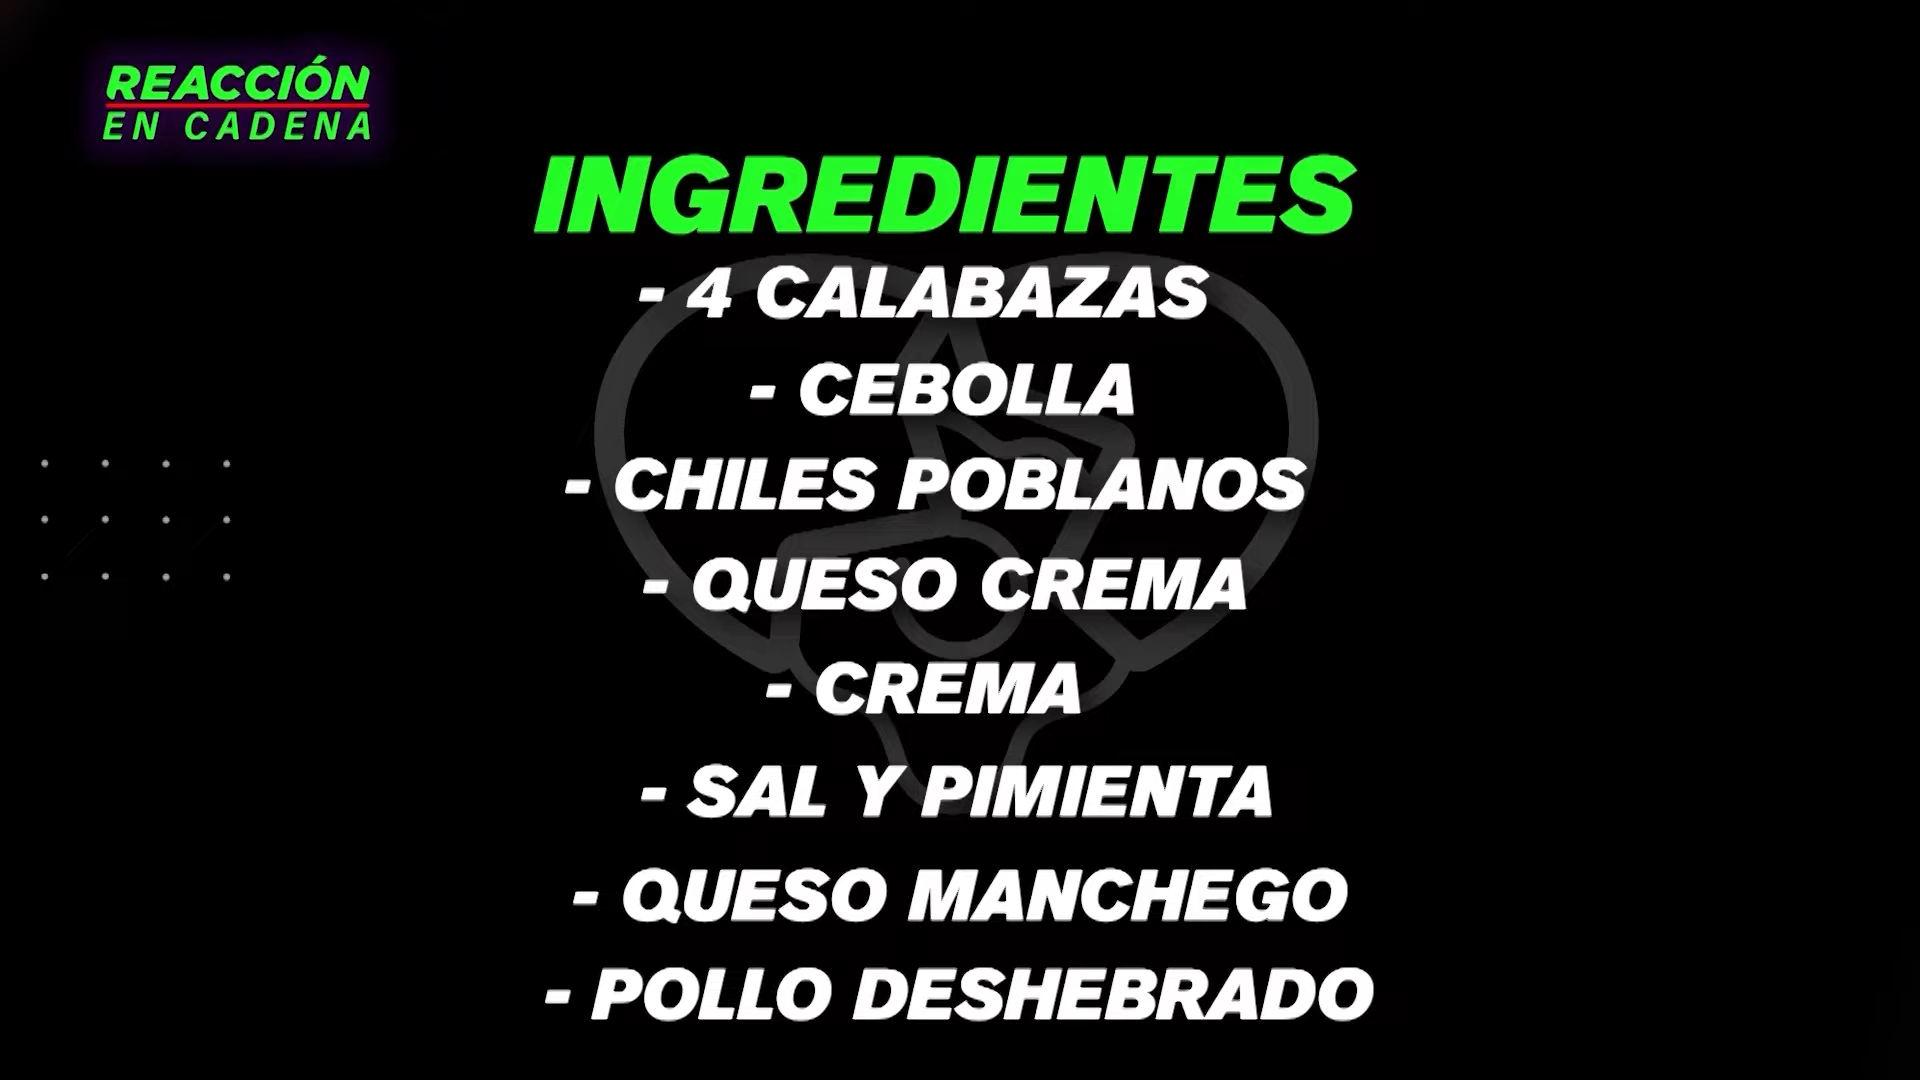 REACCIÓN
EN CADENA
INGREDIENTES
- 4 CALABAZAS
- CEBOLLA
- CHILES POBLANOS
- QUESO CREMA
- CREMA
- SAL Y PIMIENTA
- QUESO MANCHEGO
- POLLO DESHEBRADO